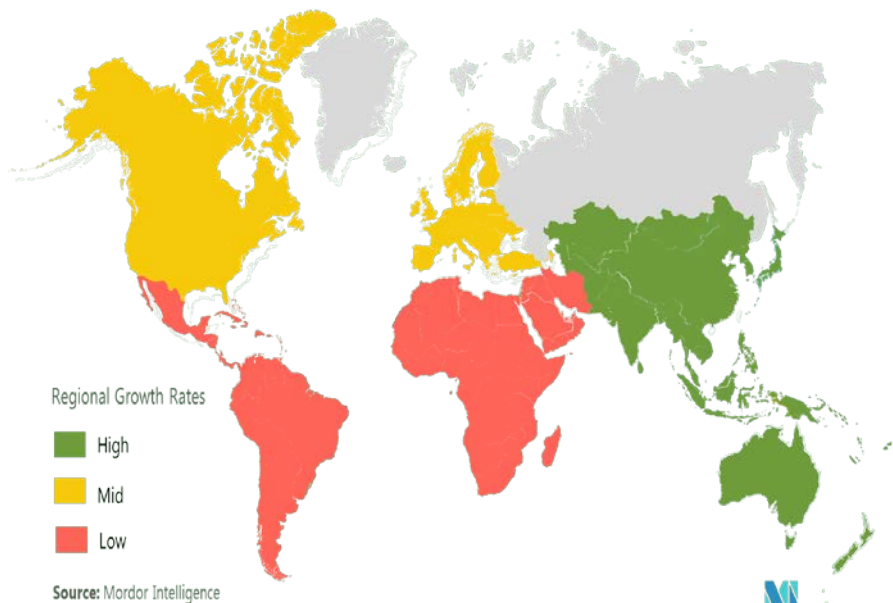 Regional Growth Rates
High
Mid
Low
Source: Mordor Intelligence